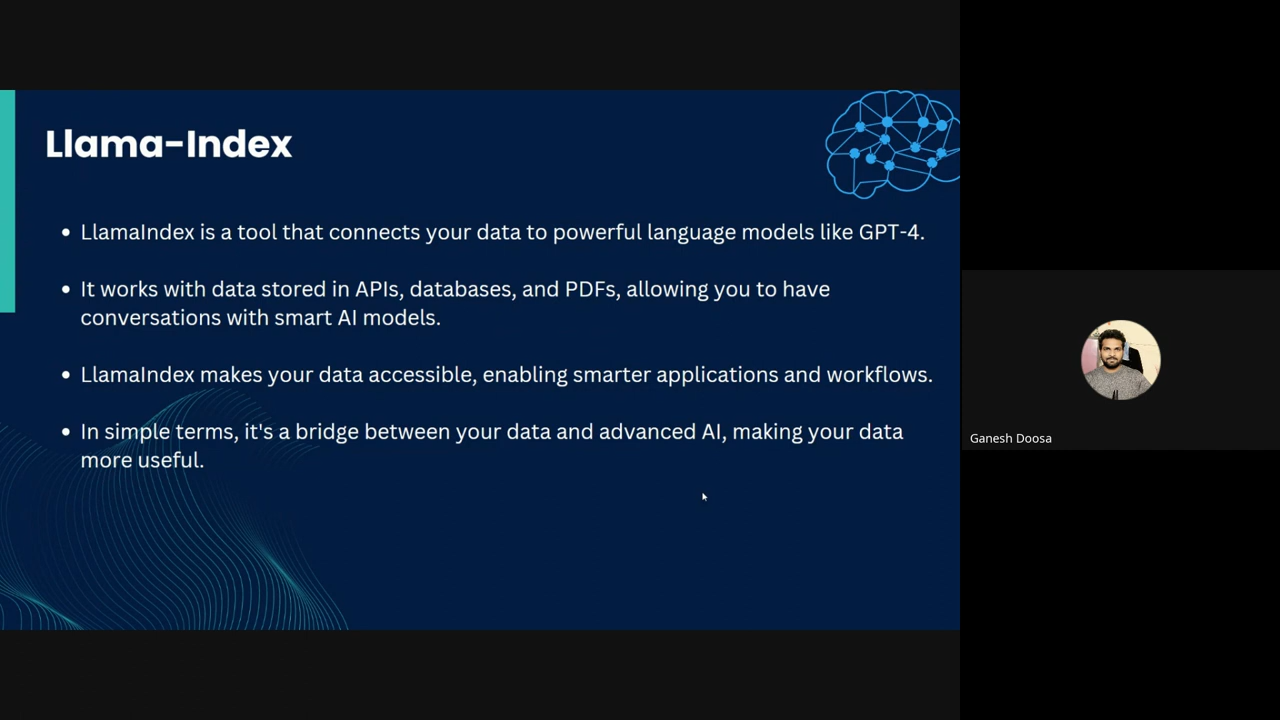 Llama-Index
• LlamaIndex is a tool that connects your data to powerful language models like GPT-4.
• It works with data stored in APIs, databases, and PDFs, allowing you to have
conversations with smart AI models.
• LlamaIndex makes your data accessible, enabling smarter applications and workflows.
• In simple terms, it's a bridge between your data and advanced AI, making your data
more useful.
Ganesh Doosa